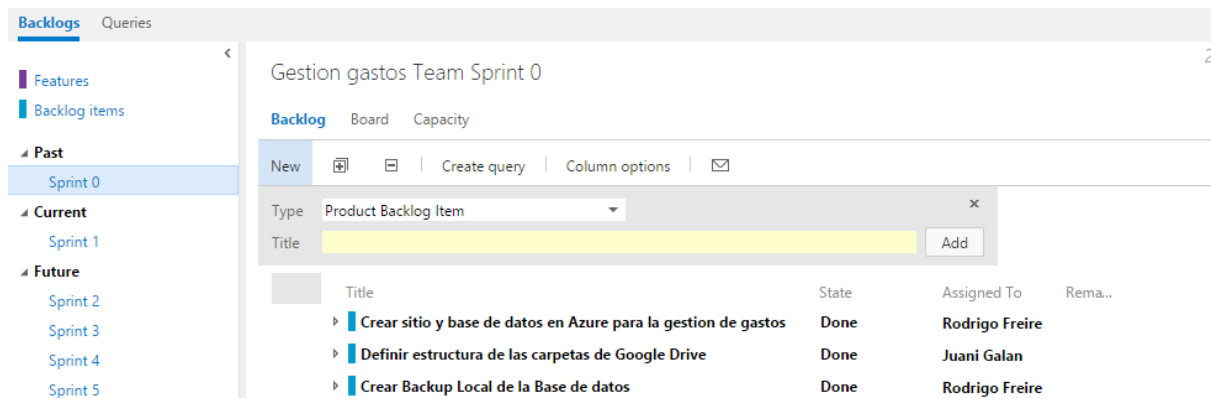 Backlogs Queries
Features
Backlog items
Past
Sprint 0
Current
Sprint 1
Future
Sprint 2
Sprint 3
Sprint 4
Sprint 5
Gestion gastos Team Sprint 0
Backlog Board Capacity
New Create query Column options
Type Product Backlog Item
Title Add
Title State Assigned To Rema...
Crear sitio y base de datos en Azure para la gestion de gastos Done Rodrigo Freire
Definir estructura de las carpetas de Google Drive Done Juani Galan
Crear Backup Local de la Base de datos Done Rodrigo Freire